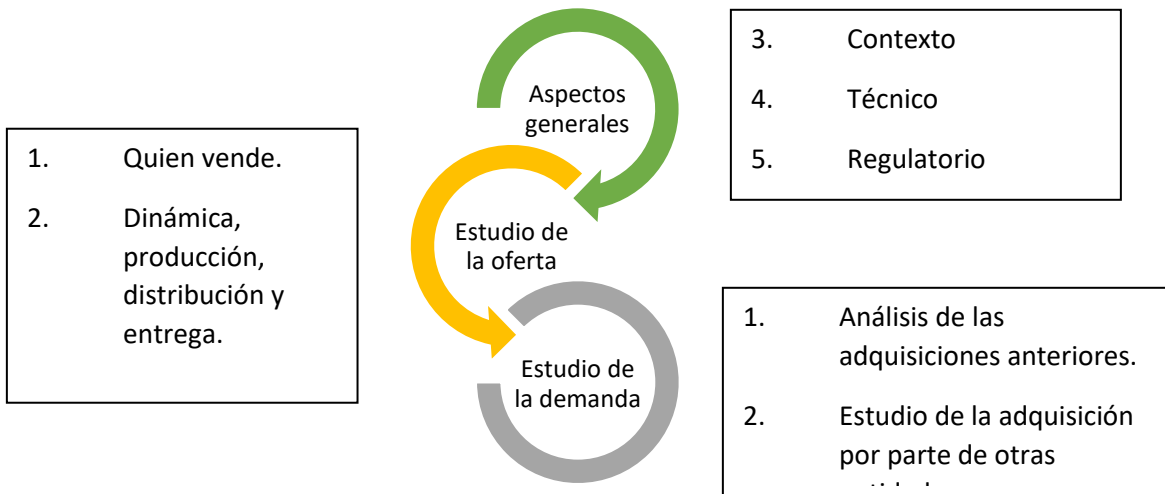 Aspectos
generales
3. Contexto
4. Técnico
5. Regulatorio
Estudio de
la oferta
1. Quien vende.
2. Dinámica,
producción,
distribución y
entrega.
Estudio de
la demanda
1. Análisis de las
adquisiciones anteriores.
2. Estudio de la adquisición
por parte de otras